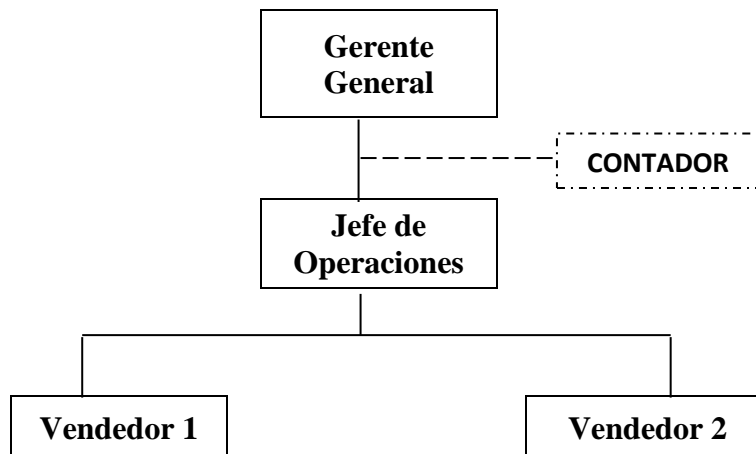 Gerente
General
CONTADOR
Jefe de
Operaciones
Vendedor 1
Vendedor 2